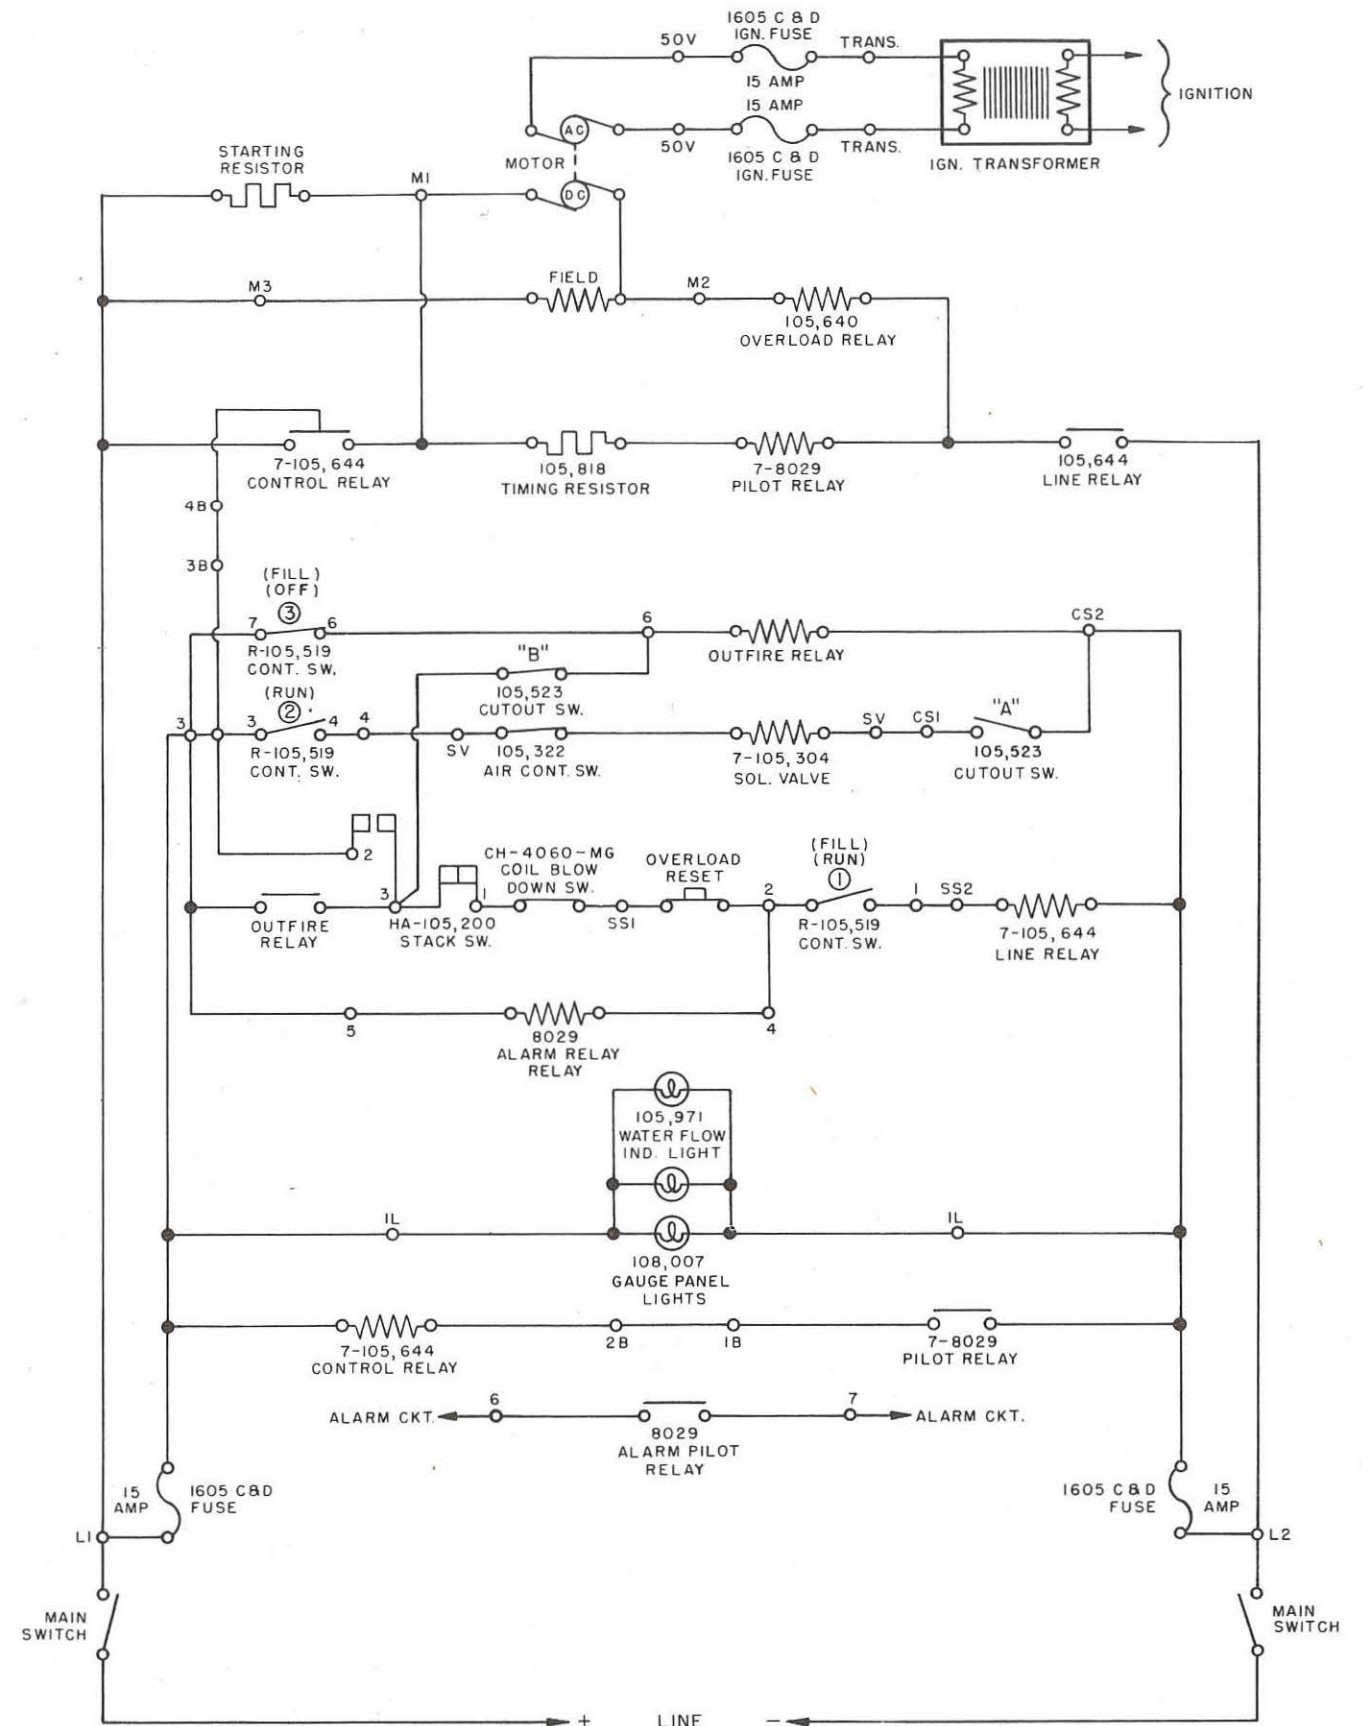 1605 C & D
IGN. FUSE
50V
TRANS.
15 AMP
IGNITION
15 AMP
AC
50V
1605 C & D
IGN. FUSE
TRANS.
IGN. TRANSFORMER
MOTOR
STARTING
RESISTOR
M1
DC
M3
FIELD
M2
105,640
OVERLOAD RELAY
7-105,644
CONTROL RELAY
105,818
TIMING RESISTOR
7-8029
PILOT RELAY
105,644
LINE RELAY
4B
3B
(FILL)
(OFF)
3
7
6
R-105,519
CONT. SW.
6
OUTFIRE RELAY
CS2
"B"
105,523
CUTOUT SW.
(RUN)
2
3
3
4
4
R-105,519
CONT. SW.
SV
105,322
AIR CONT. SW.
7-105,304
SOL. VALVE
SV
CS1
"A"
105,523
CUTOUT SW.
2
OUTFIRE
RELAY
3
HA-105,200
STACK SW.
1
CH-4060-MG
COIL BLOW
DOWN SW.
SS1
OVERLOAD
RESET
2
(FILL)
(RUN)
1
R-105,519
CONT. SW.
1
SS2
7-105,644
LINE RELAY
5
8029
ALARM RELAY
RELAY
4
105,971
WATER FLOW
IND. LIGHT
IL
IL
108,007
GAUGE PANEL
LIGHTS
7-105,644
CONTROL RELAY
2B
1B
7-8029
PILOT RELAY
ALARM CKT.
6
8029
ALARM PILOT
RELAY
7
ALARM CKT.
15
AMP
1605 C&D
FUSE
1605 C&D
FUSE
15
AMP
L1
L2
MAIN
SWITCH
MAIN
SWITCH
+ LINE -